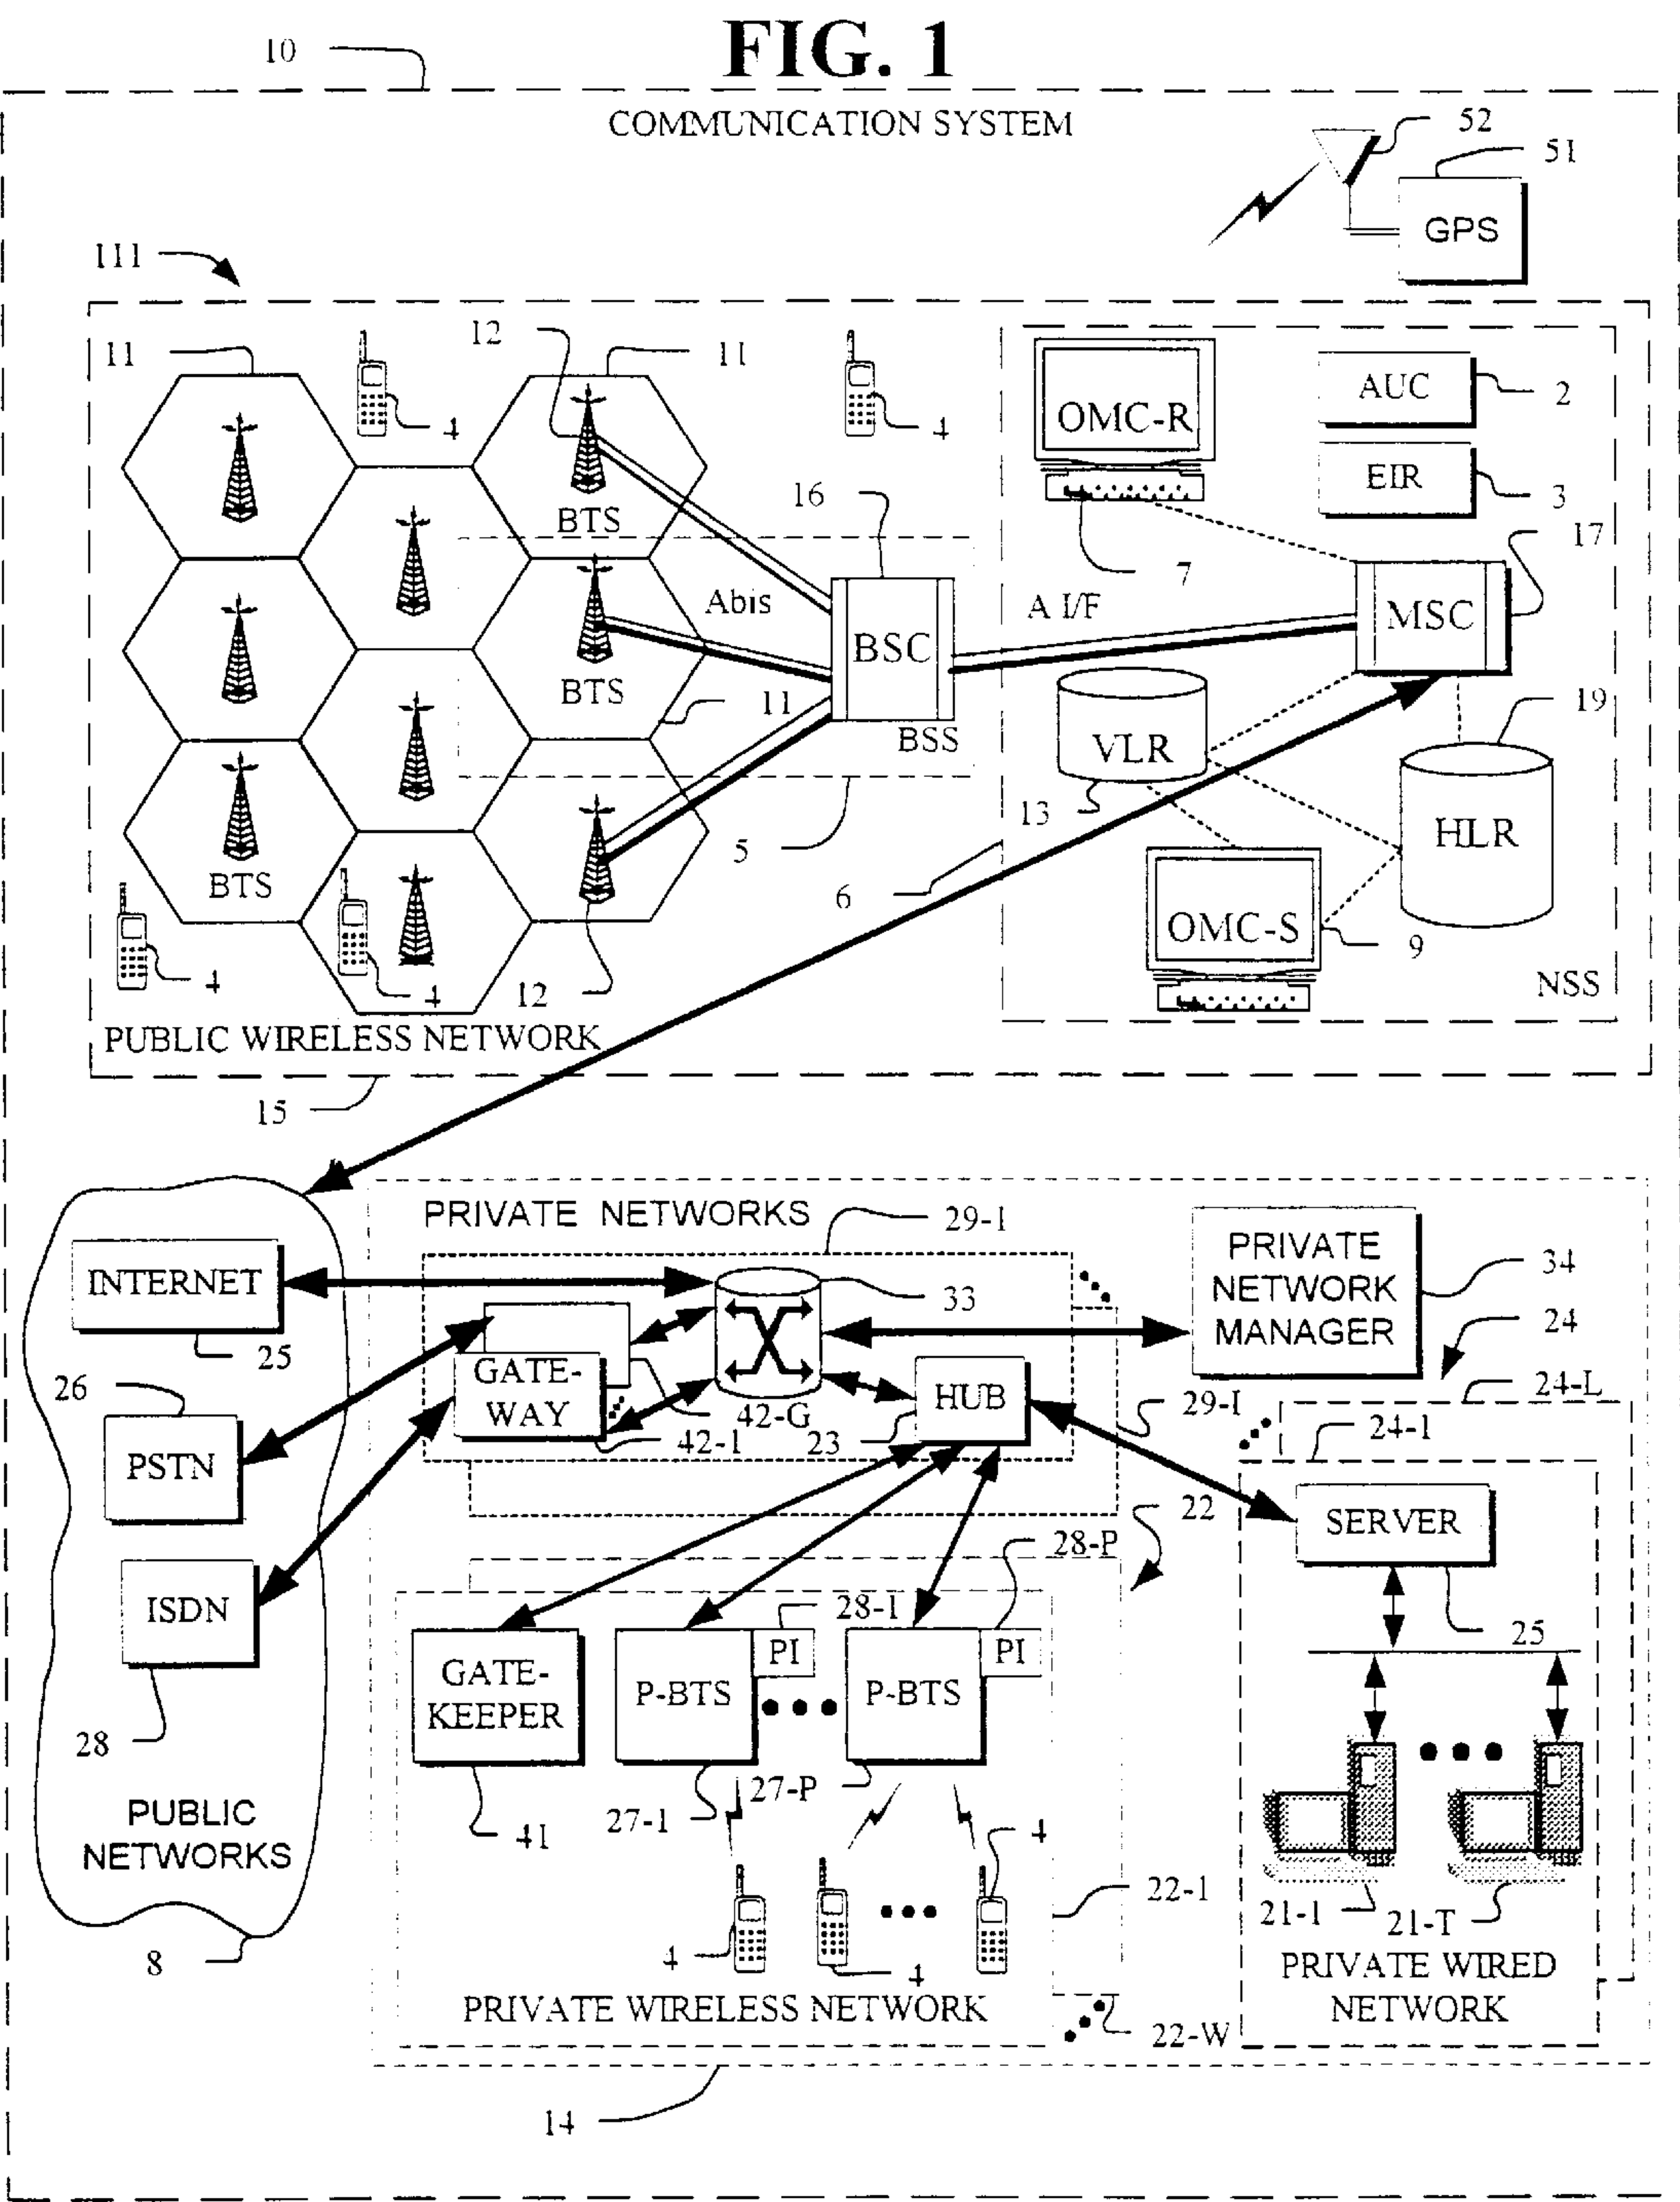 FIG. 1
10
COMMUNICATION SYSTEM
52
51
GPS
111
11
12
11
4
4
OMC-R
AUC
2
EIR
3
BTS
16
7
17
Abis
BSC
A I/F
MSC
BTS
11
BSS
VLR
19
13
HLR
5
6
BTS
OMC-S
9
4
4
12
NSS
PUBLIC WIRELESS NETWORK
15
PRIVATE NETWORKS
29-1
PRIVATE
NETWORK
MANAGER
34
INTERNET
33
24
25
26
GATE-
WAY
HUB
42-G
42-1
23
29-I
24-L
24-1
PSTN
22
SERVER
28-P
ISDN
28-1
25
28
GATE-
KEEPER
P-BTS
PI
P-BTS
PI
41
27-1
27-P
4
PUBLIC
NETWORKS
22-1
21-1
21-T
8
4
4
PRIVATE WIRELESS NETWORK
22-W
PRIVATE WIRED
NETWORK
14